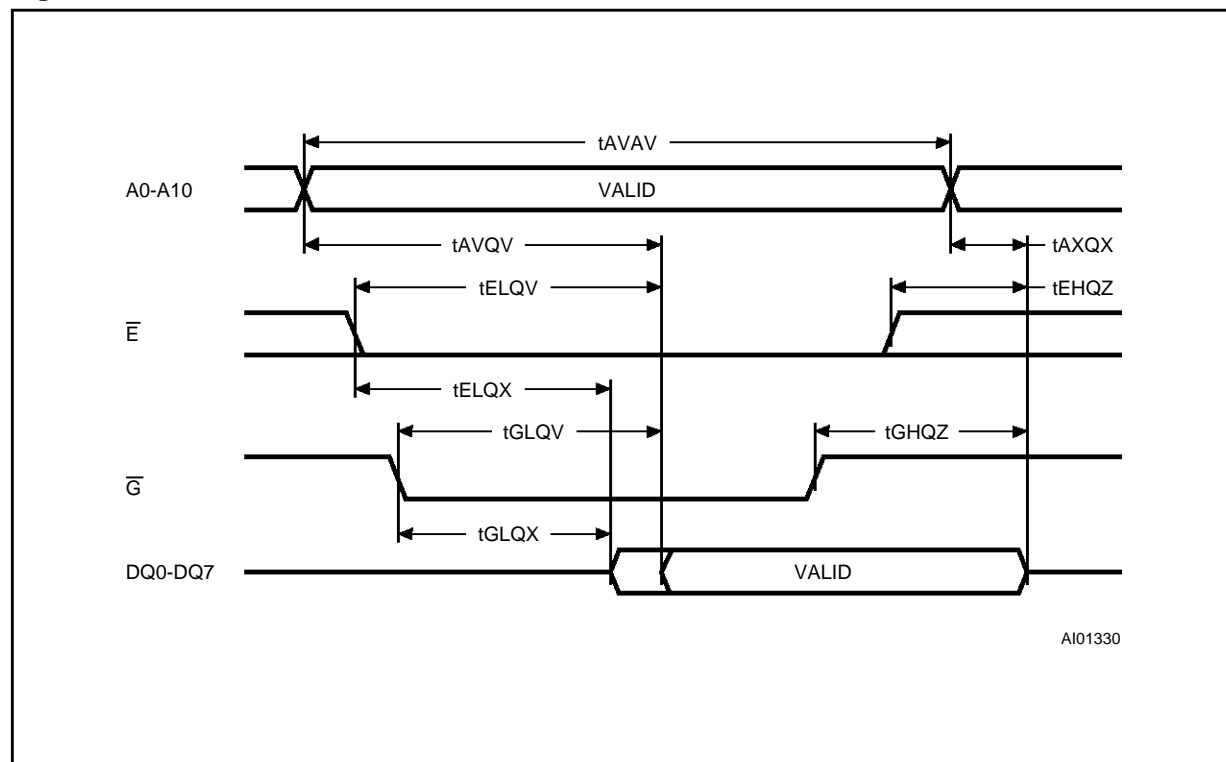 tAVAV
A0-A10
VALID
tAVQV
tAXQX
tELQV
tEHQZ
E
tELQX
tGLQV
tGHQZ
G
tGLQX
DQ0-DQ7
VALID
AI01330